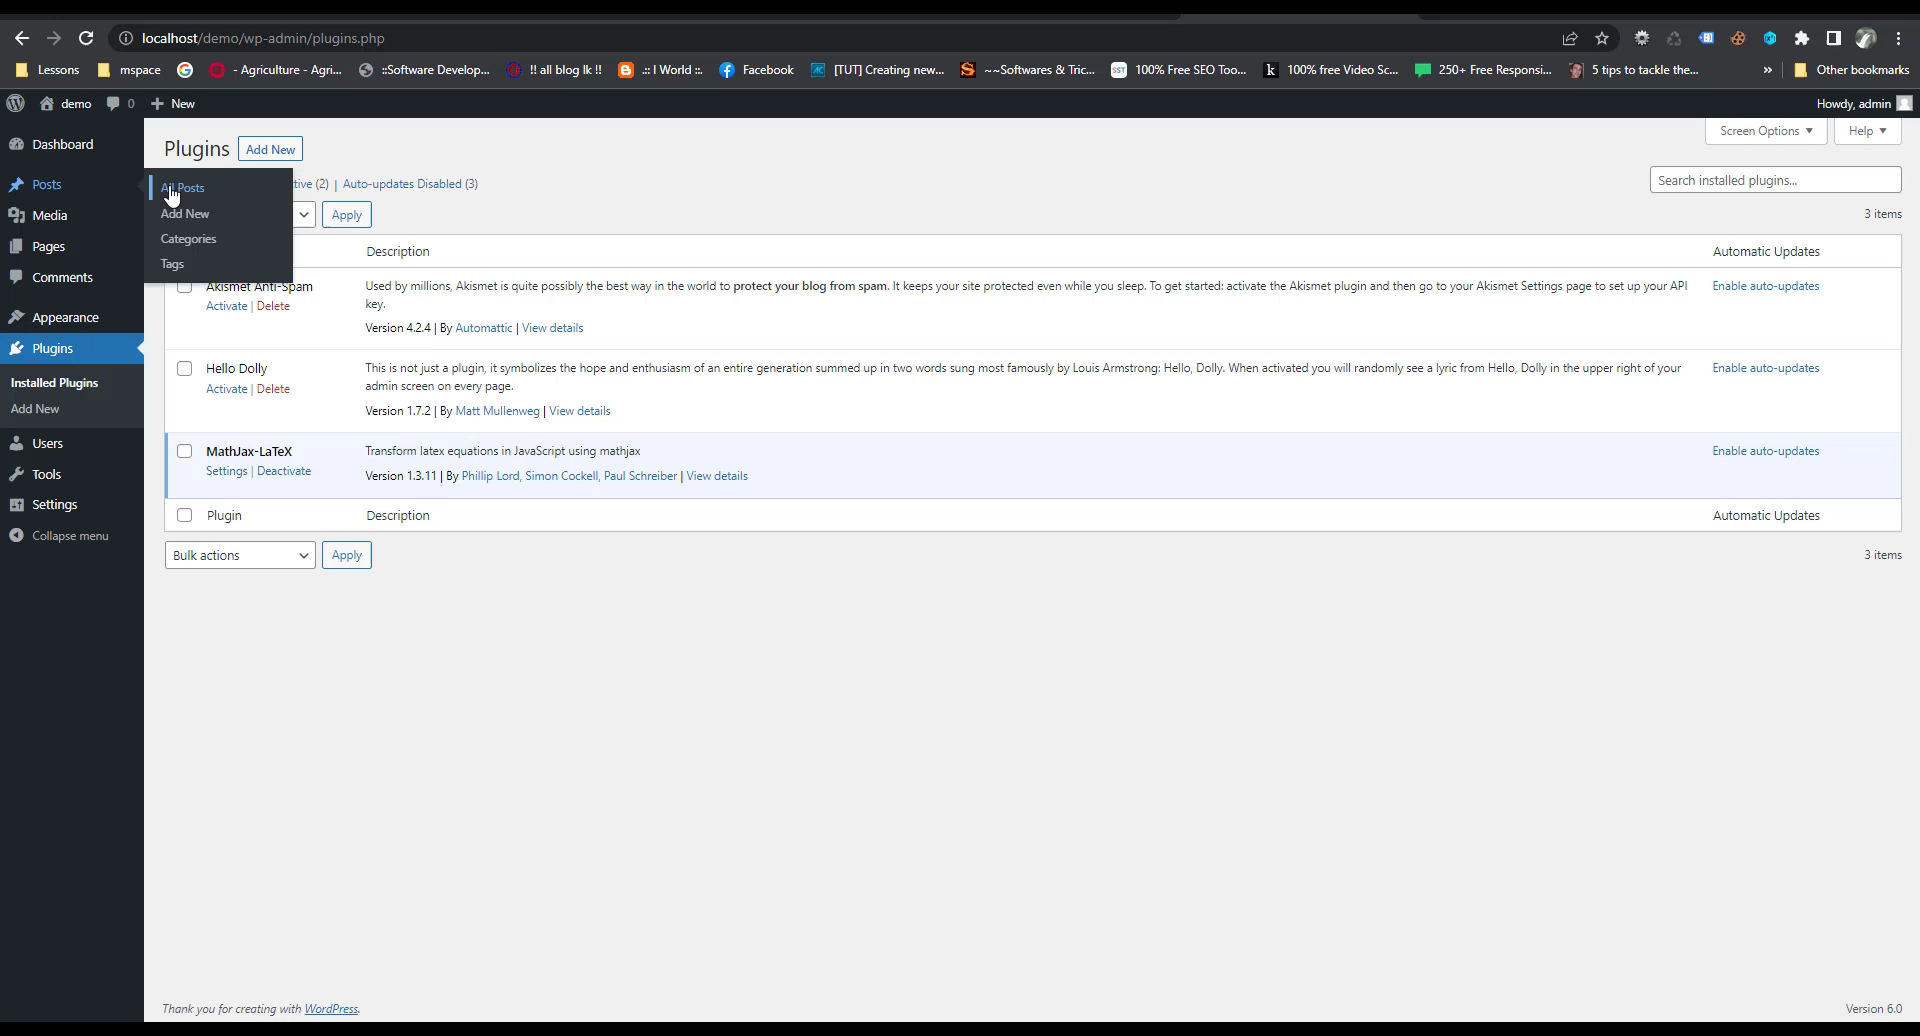 localhost/demo/wp-admin/plugins.php
Lessons
mspace
- Agriculture - Agri...
::Software Develop...
!! all blog lk !!
.:: I World ::.
Facebook
[TUT] Creating new...
~~Softwares & Tric...
100% Free SEO Too...
100% free Video Sc...
250+ Free Responsi...
5 tips to tackle the...
»
Other bookmarks
demo
0
+ New
Howdy, admin
Dashboard
Posts
Media
Pages
Comments
Appearance
Plugins
Installed Plugins
Add New
Users
Tools
Settings
Collapse menu
All Posts
Add New
Categories
Tags
Plugins
Add New
Screen Options
Help
tive (2) | Auto-updates Disabled (3)
Search installed plugins...
Apply
3 items
Description
Automatic Updates
Akismet Anti-Spam
Activate | Delete
Used by millions, Akismet is quite possibly the best way in the world to protect your blog from spam. It keeps your site protected even while you sleep. To get started: activate the Akismet plugin and then go to your Akismet Settings page to set up your API
key.
Version 4.2.4 | By Automattic | View details
Enable auto-updates
Hello Dolly
Activate | Delete
This is not just a plugin, it symbolizes the hope and enthusiasm of an entire generation summed up in two words sung most famously by Louis Armstrong: Hello, Dolly. When activated you will randomly see a lyric from Hello, Dolly in the upper right of your
admin screen on every page.
Version 1.7.2 | By Matt Mullenweg | View details
Enable auto-updates
MathJax-LaTeX
Settings | Deactivate
Transform latex equations in JavaScript using mathjax
Version 1.3.11 | By Phillip Lord, Simon Cockell, Paul Schreiber | View details
Enable auto-updates
Plugin
Description
Automatic Updates
Bulk actions
Apply
3 items
Thank you for creating with WordPress.
Version 6.0